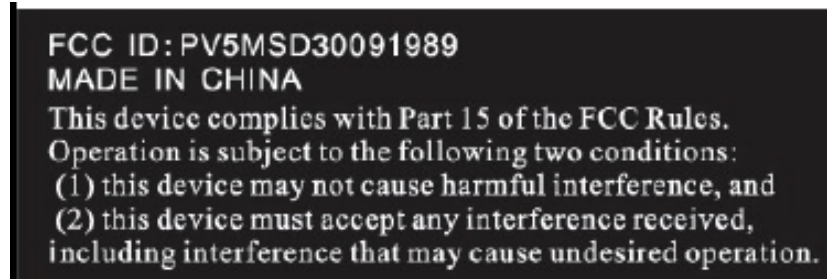 FCC ID: PV5MSD30091989
MADE IN CHINA
This device complies with Part 15 of the FCC Rules.
Operation is subject to the following two conditions:
(1) this device may not cause harmful interference, and
(2) this device must accept any interference received,
including interference that may cause undesired operation.